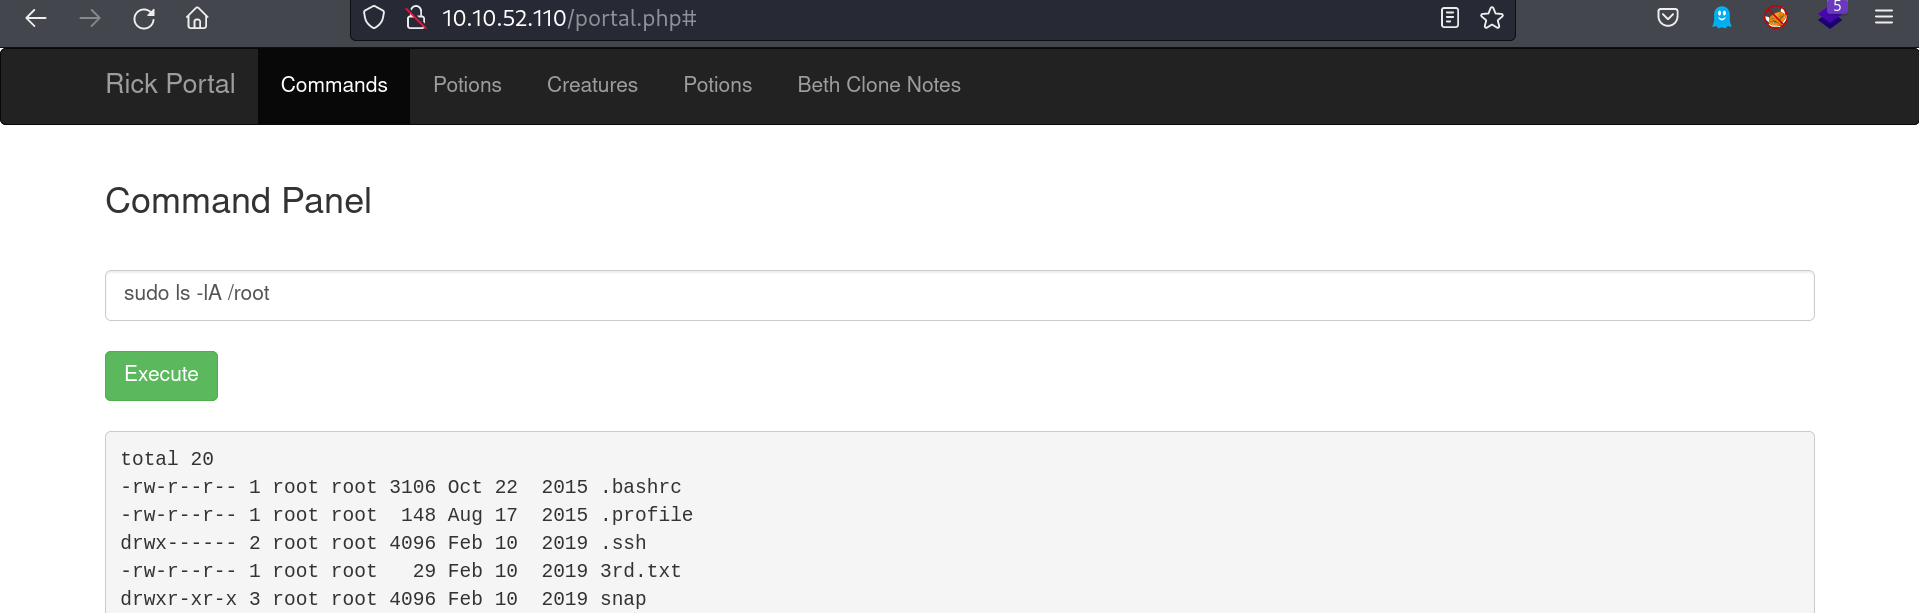 10.10.52.110/portal.php#
5
Rick Portal Commands Potions Creatures Potions Beth Clone Notes
Command Panel
sudo ls -lA /root
Execute
total 20
-rw-r--r-- 1 root root 3106 Oct 22  2015 .bashrc
-rw-r--r-- 1 root root  148 Aug 17  2015 .profile
drwx------ 2 root root 4096 Feb 10  2019 .ssh
-rw-r--r-- 1 root root   29 Feb 10  2019 3rd.txt
drwxr-xr-x 3 root root 4096 Feb 10  2019 snap